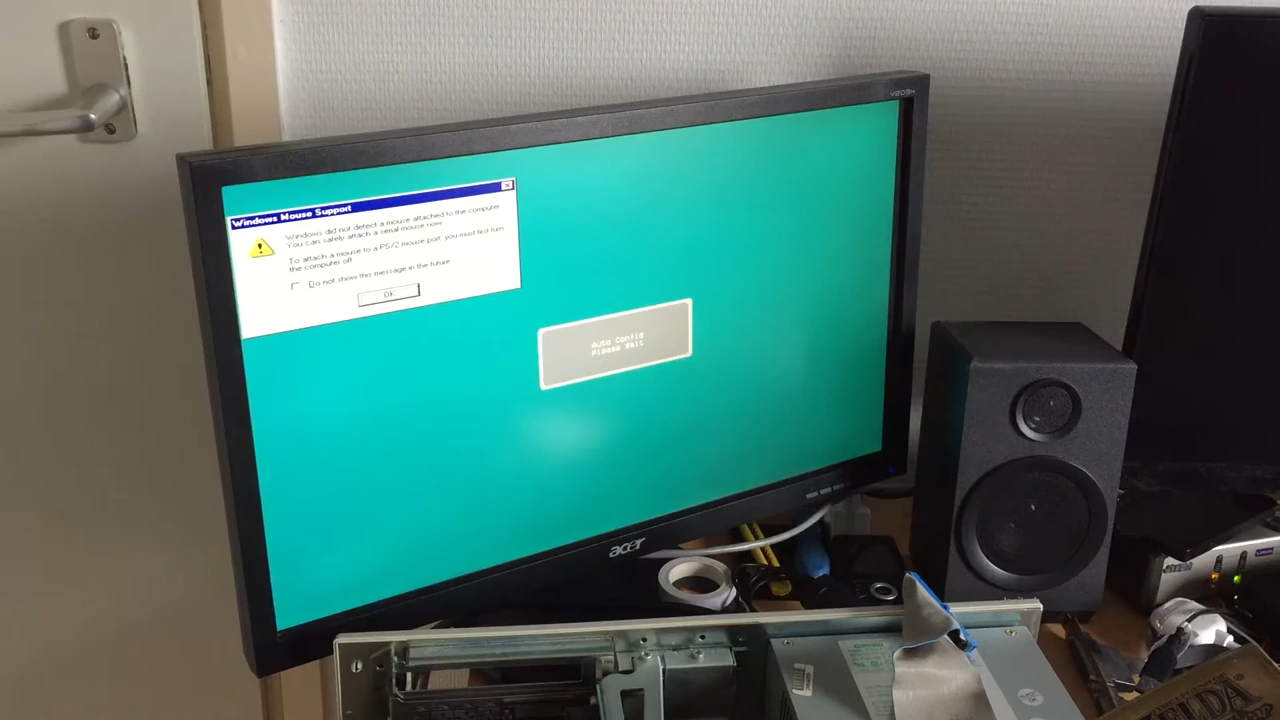 V203H
Windows Mouse Support
Windows did not detect a mouse attached to the computer.
You can safely attach a serial mouse now.
To attach a mouse to a PS/2 mouse port, you must first turn
the computer off.
Do not show this message in the future
OK
Auto Config
Please Wait
acer
ZELDA